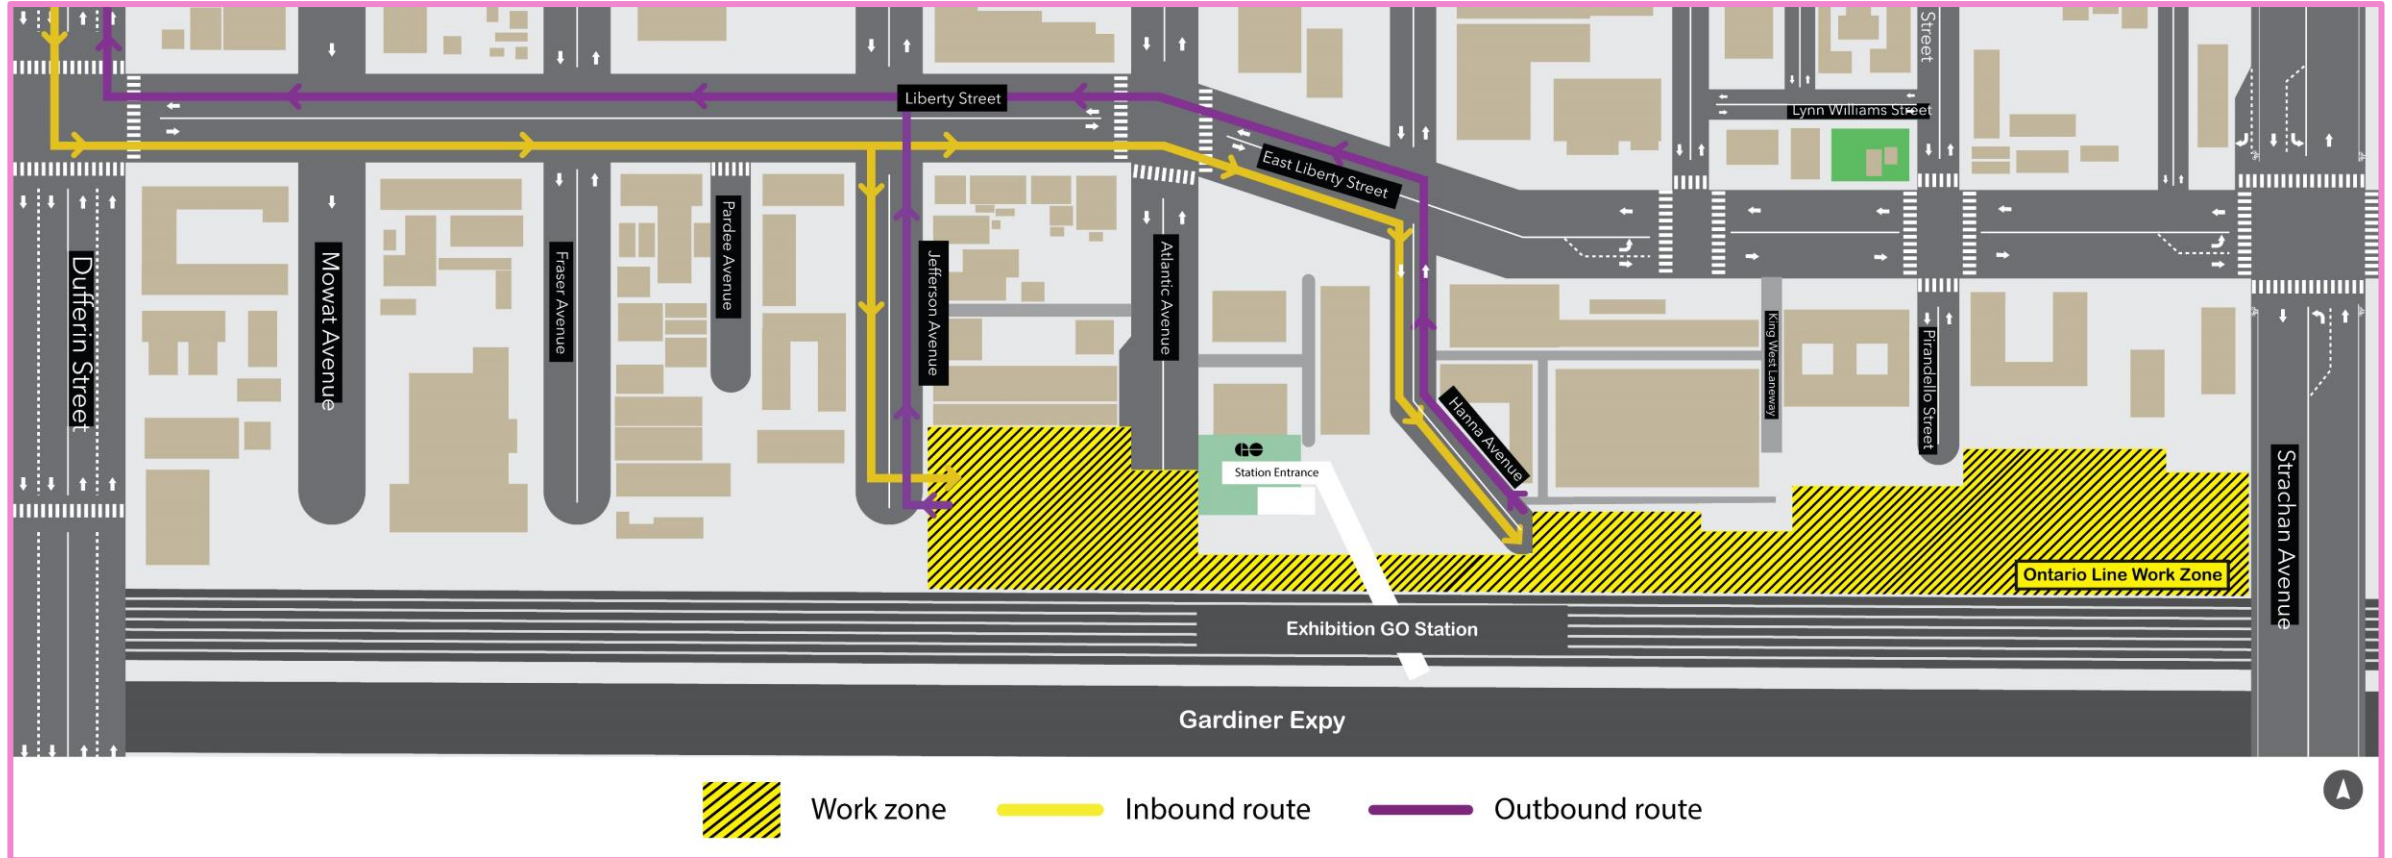 Street
Liberty Street
Lynn Williams Street
East Liberty Street
Dufferin Street
Mowat Avenue
Fraser Avenue
Pardee Avenue
Jefferson Avenue
Atlantic Avenue
Hanna Avenue
King West Laneway
Pirandello Street
Strachan Avenue
GO
Station Entrance
Ontario Line Work Zone
Exhibition GO Station
Gardiner Expy
Work zone
Inbound route
Outbound route